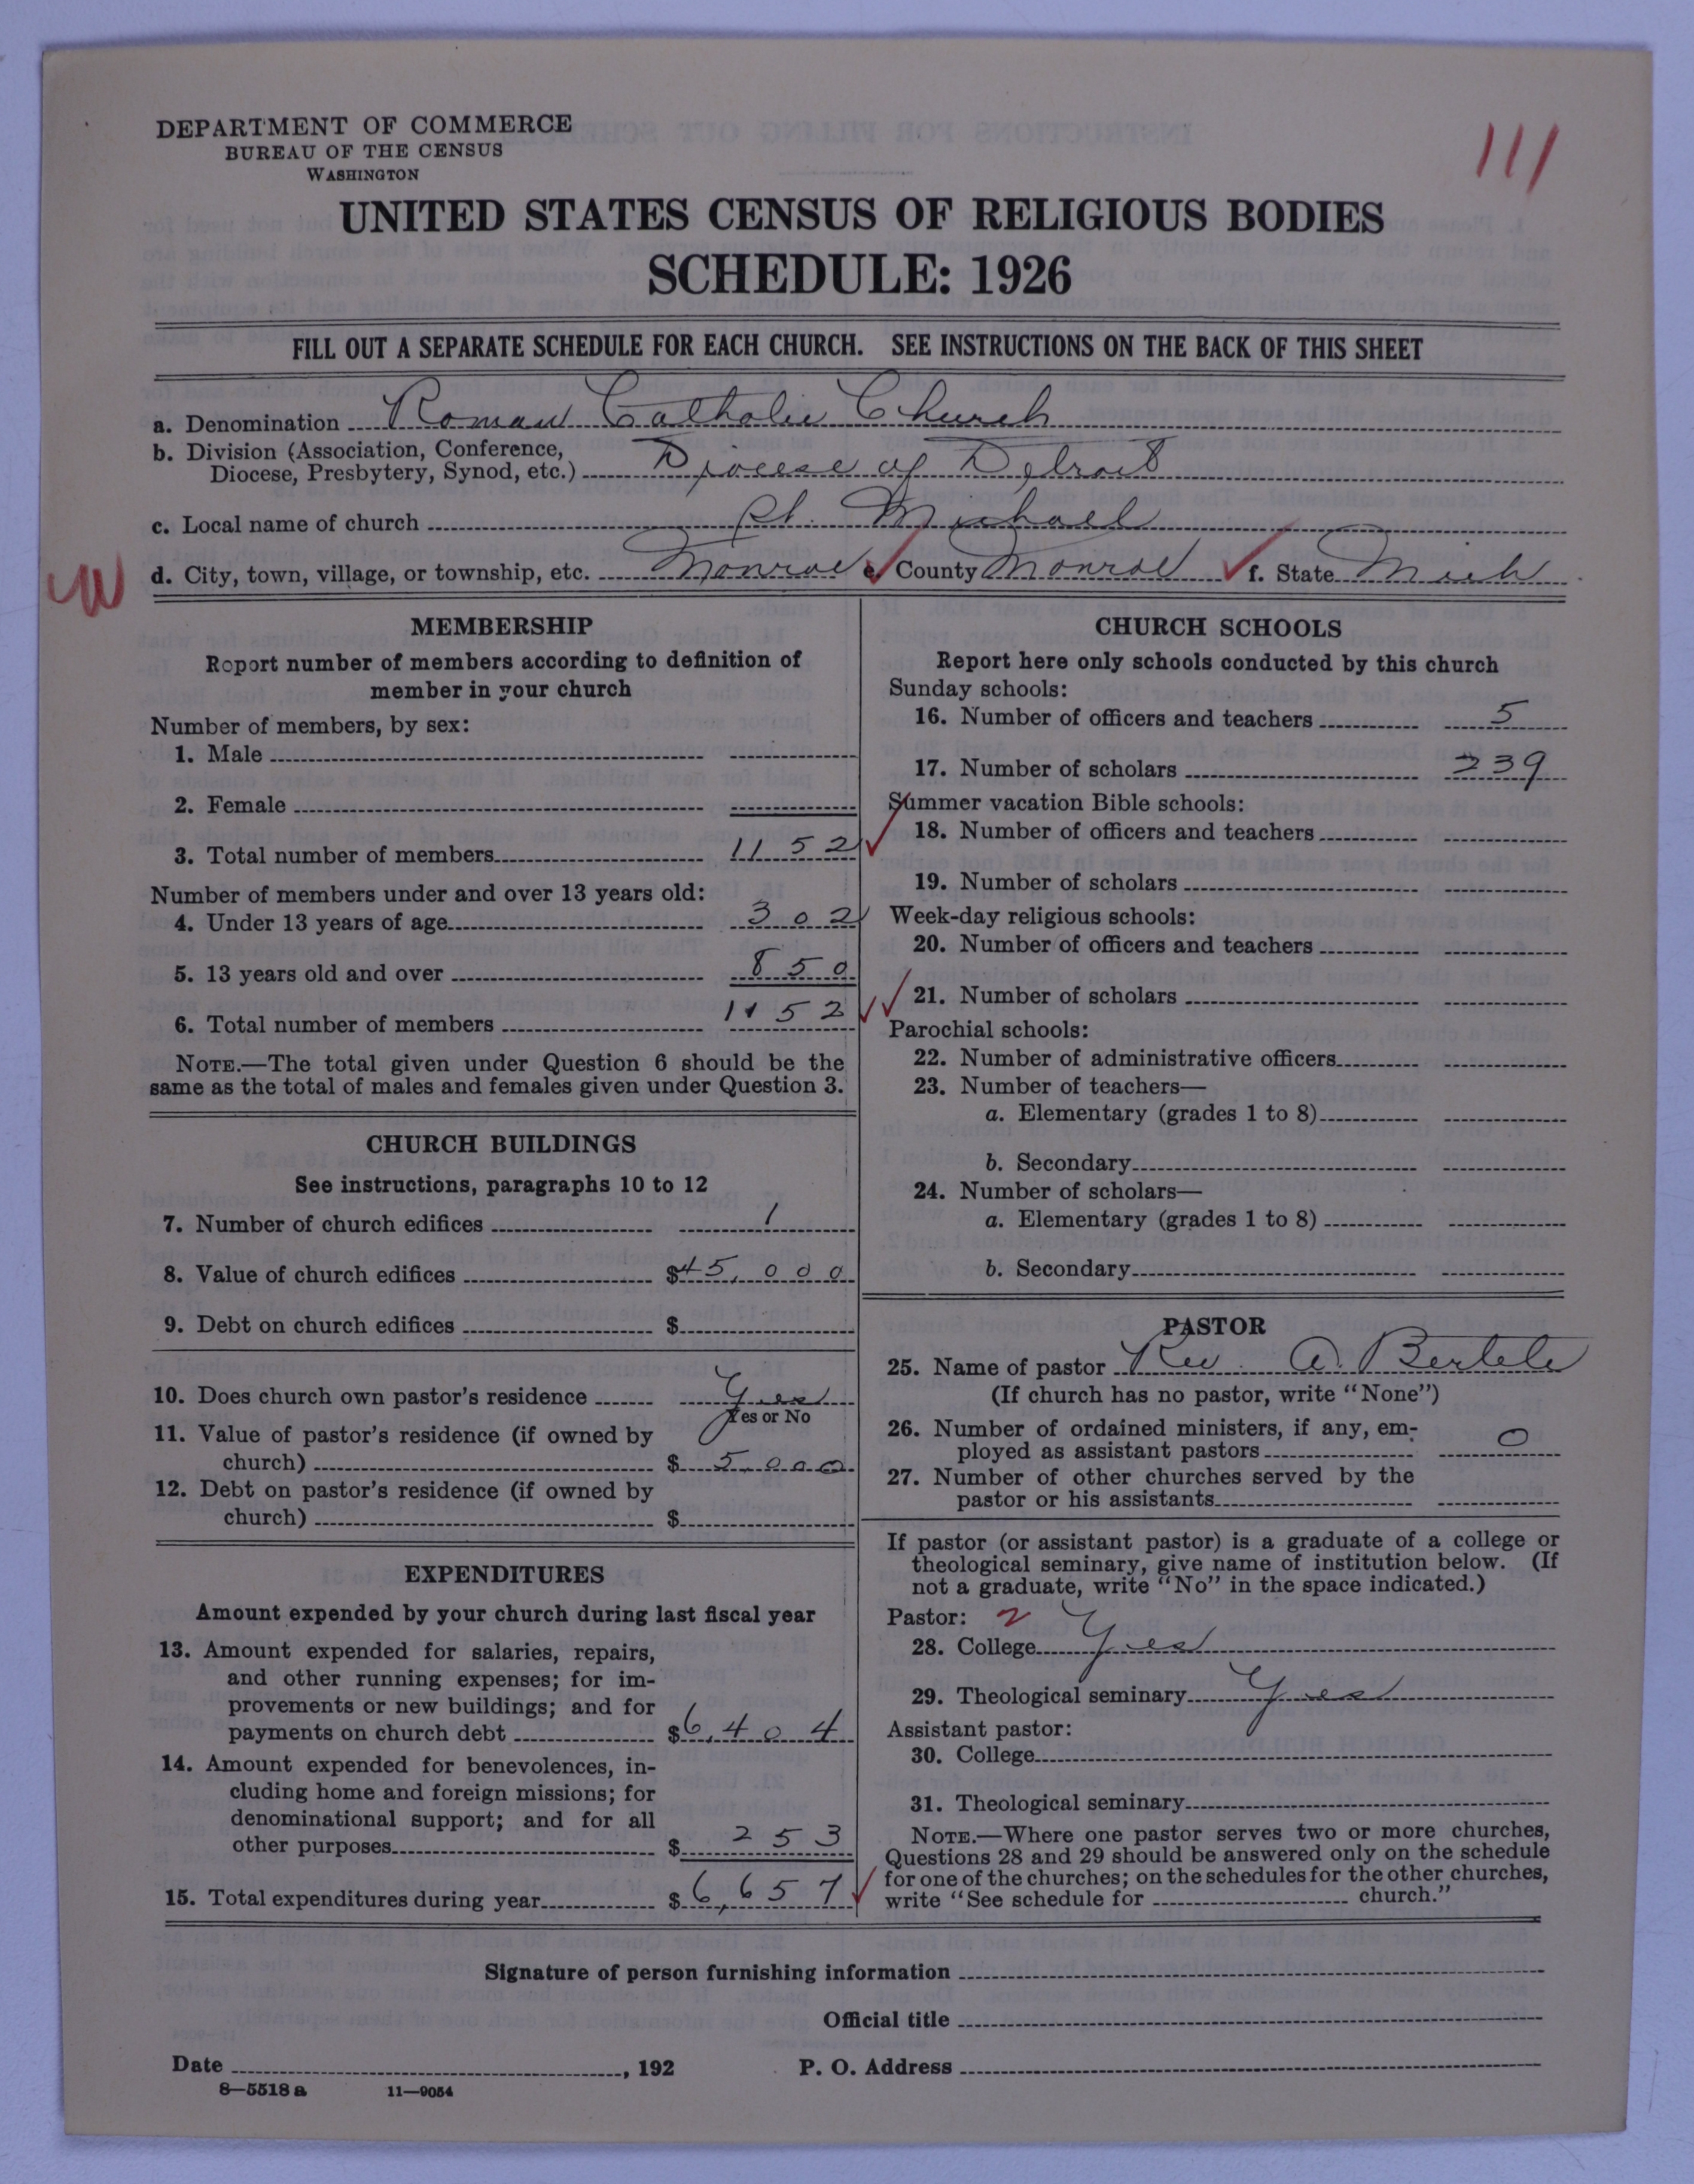 DEPARTMENT OF COMMERCE
BUREAU OF THE CENSUS
WASHINGTON
111
UNITED STATES CENSUS OF RELIGIOUS BODIES
SCHEDULE: 1926
FILL OUT A SEPARATE SCHEDULE FOR EACH CHURCH. SEE INSTRUCTIONS ON THE BACK OF THIS SHEET
a. Denomination Roman Catholic Church
b. Division (Association, Conference,
Diocese, Presbytery, Synod, etc.) Diocese of Detroit
c. Local name of church St. Michael
d. City, town, village, or township, etc. Monroe e. County Monroe f. State Mich
MEMBERSHIP
Report number of members according to definition of
member in your church
Number of members, by sex:
1. Male
2. Female
3. Total number of members 1152
Number of members under and over 13 years old:
4. Under 13 years of age 302
5. 13 years old and over 850
6. Total number of members 1152
NOTE.—The total given under Question 6 should be the
same as the total of males and females given under Question 3.
CHURCH BUILDINGS
See instructions, paragraphs 10 to 12
7. Number of church edifices 1
8. Value of church edifices $45,000
9. Debt on church edifices $
10. Does church own pastor's residence Yes
Yes or No
11. Value of pastor's residence (if owned by
church) $ 5,000
12. Debt on pastor's residence (if owned by
church) $
EXPENDITURES
Amount expended by your church during last fiscal year
13. Amount expended for salaries, repairs,
and other running expenses; for im-
provements or new buildings; and for
payments on church debt $6,404
14. Amount expended for benevolences, in-
cluding home and foreign missions; for
denominational support; and for all
other purposes $ 253
15. Total expenditures during year $6,657
CHURCH SCHOOLS
Report here only schools conducted by this church
Sunday schools:
16. Number of officers and teachers 5
17. Number of scholars 239
Summer vacation Bible schools:
18. Number of officers and teachers
19. Number of scholars
Week-day religious schools:
20. Number of officers and teachers
21. Number of scholars
Parochial schools:
22. Number of administrative officers
23. Number of teachers—
a. Elementary (grades 1 to 8)
b. Secondary
24. Number of scholars—
a. Elementary (grades 1 to 8)
b. Secondary
PASTOR
25. Name of pastor Rev. A.
(If church has no pastor, write "None")
26. Number of ordained ministers, if any, em-
ployed as assistant pastors 0
27. Number of other churches served by the
pastor or his assistants
If pastor (or assistant pastor) is a graduate of a college or
theological seminary, give name of institution below. (If
not a graduate, write "No" in the space indicated.)
Pastor: 2
28. College Yes
29. Theological seminary Yes
Assistant pastor:
30. College
31. Theological seminary
NOTE.—Where one pastor serves two or more churches,
Questions 28 and 29 should be answered only on the schedule
for one of the churches; on the schedules for the other churches,
write "See schedule for church."
Signature of person furnishing information
Official title
Date , 192 P. O. Address
8—5518 a 11—9054